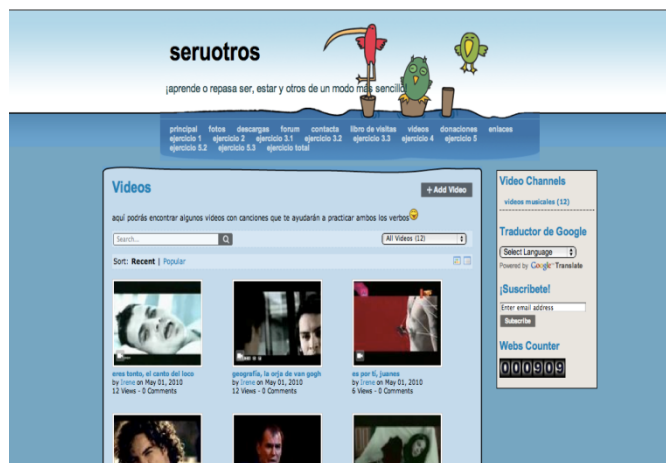 seruotros
¡aprende o repasa ser, estar y otros de un modo más sencillo!
principal fotos descargas forum contacta libro de visitas videos donaciones enlaces
ejercicio 1 ejercicio 2 ejercicio 3.1 ejercicio 3.2 ejercicio 3.3 ejercicio 4 ejercicio 5
ejercicio 5.2 ejercicio 5.3 ejercicio total
Videos
+ Add Video
aquí podrás encontrar algunos videos con canciones que te ayudarán a practicar ambos los verbos
Search...
All Videos (12)
Sort: Recent | Popular
eres tonto, el canto del loco
by Irene on May 01, 2010
12 Views - 0 Comments
geografía, la orja de van gogh
by Irene on May 01, 2010
12 Views - 0 Comments
es por tí, juanes
by Irene on May 01, 2010
6 Views - 0 Comments
Video Channels
videos musicales (12)
Traductor de Google
Select Language
Powered by Google™ Translate
¡Suscríbete!
Enter email address
Subscribe
Webs Counter
000909